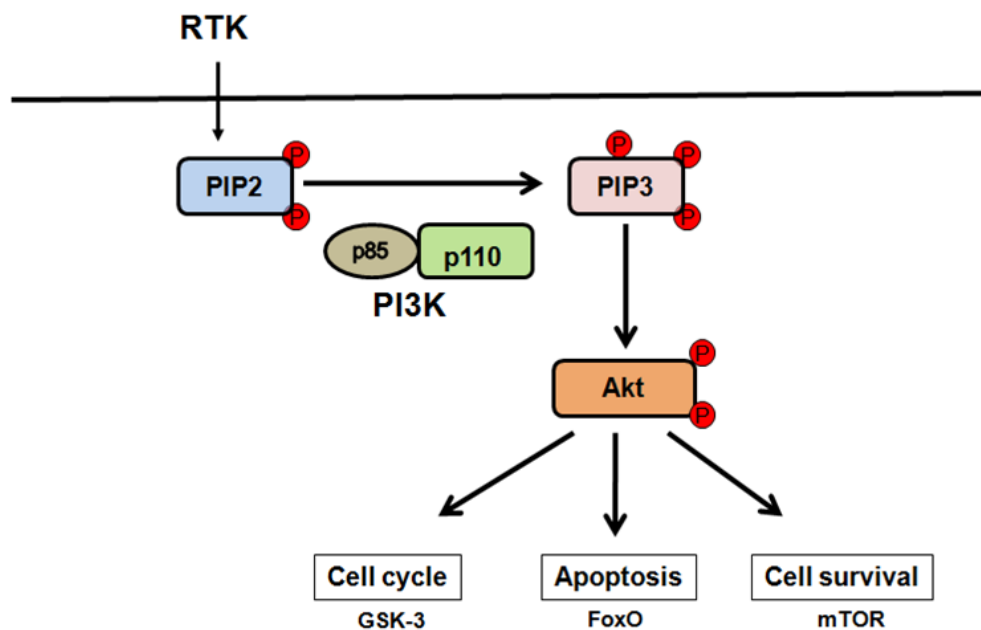 RTK
P
P
P
P
PIP2
PIP3
P
P
p85
p110
PI3K
P
Akt
P
Cell cycle
Apoptosis
Cell survival
GSK-3
FoxO
mTOR